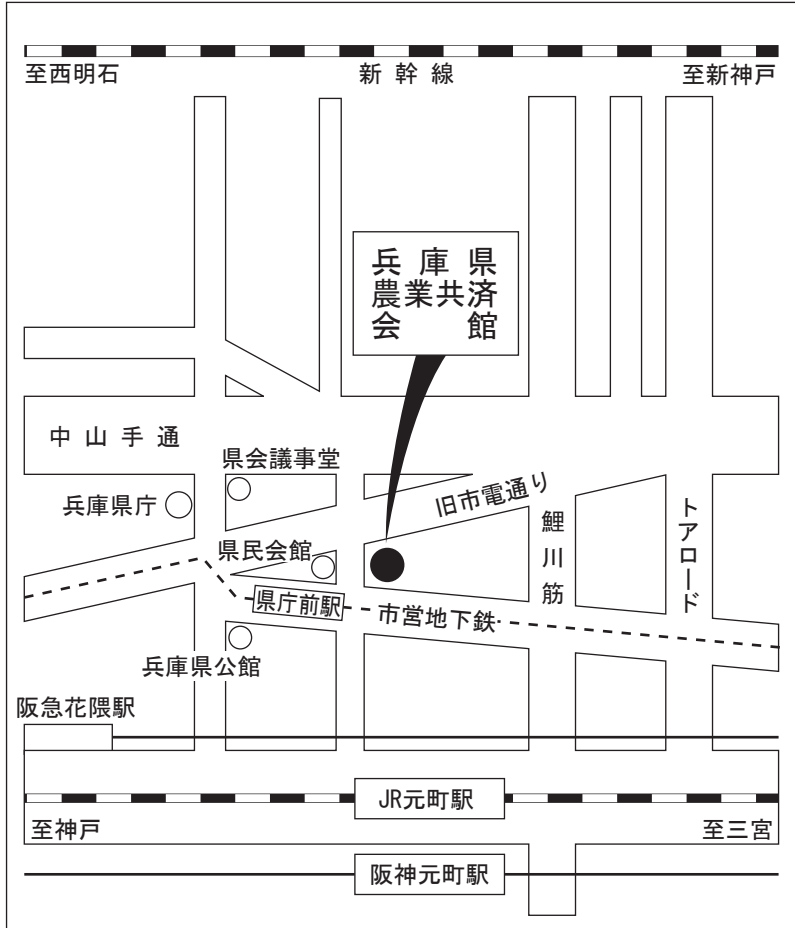 至西明石
新幹線
至新神戸
兵庫県
農業共済
会館
中山手通
県会議事堂
兵庫県庁
旧市電通り
鯉川筋
トアロード
県民会館
県庁前駅
市営地下鉄
兵庫県公館
阪急花隈駅
JR元町駅
至神戸
至三宮
阪神元町駅